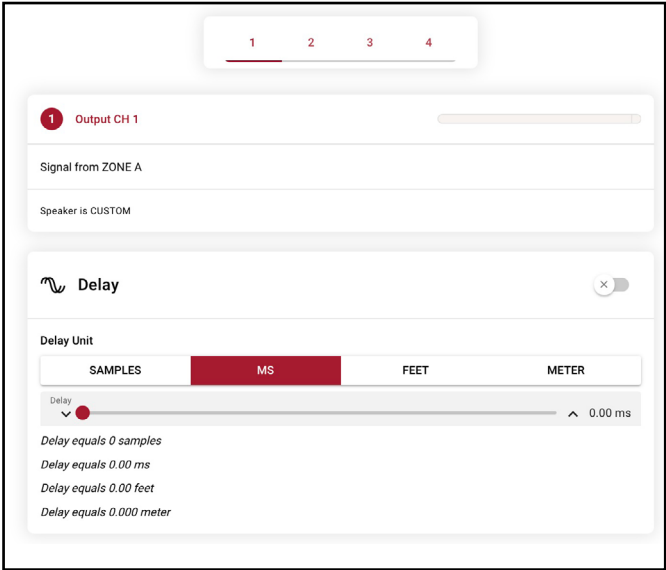 1 2 3 4
1 Output CH 1
Signal from ZONE A
Speaker is CUSTOM
Delay
Delay Unit
SAMPLES MS FEET METER
Delay
0.00 ms
Delay equals 0 samples
Delay equals 0.00 ms
Delay equals 0.00 feet
Delay equals 0.000 meter